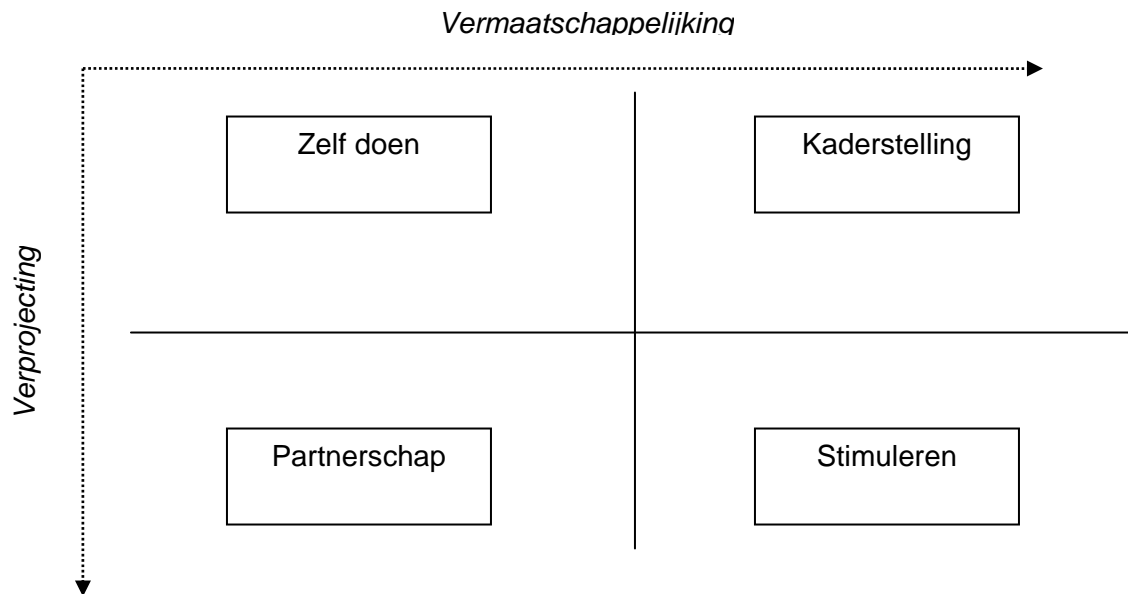 Vermaatschappelijking
Zelf doen
Kaderstelling
Verprojecting
Partnerschap
Stimuleren